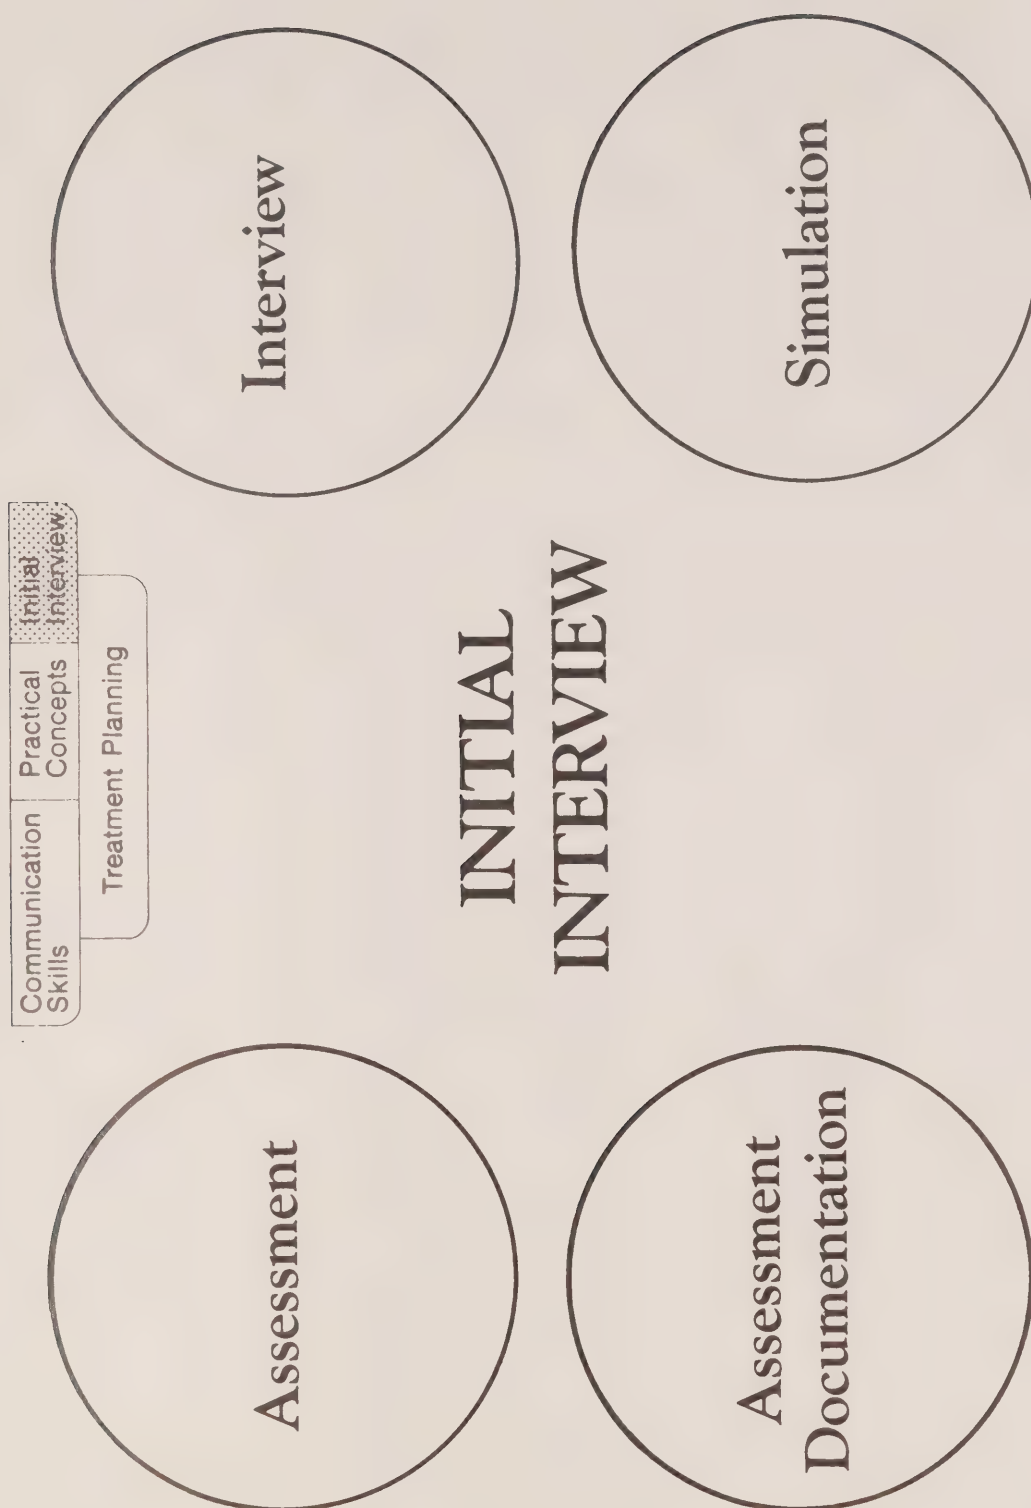 Communication Skills
Practical Concepts
Initial Interview
Treatment Planning
Assessment
Interview
INITIAL
INTERVIEW
Assessment
Documentation
Simulation